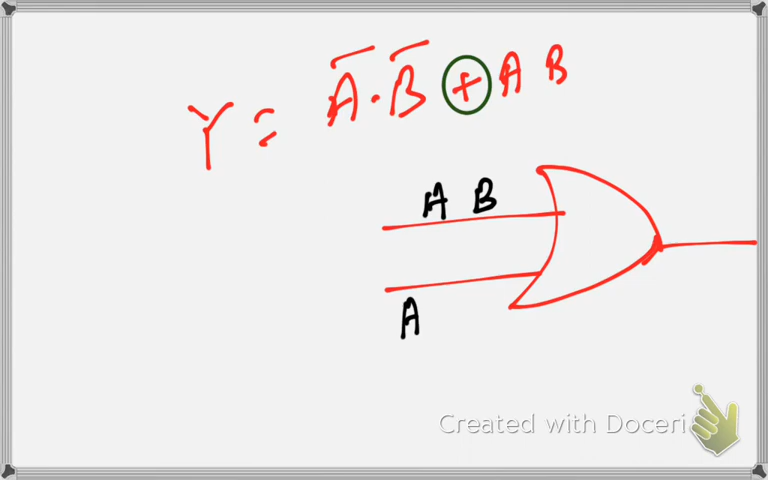 Y = A̅·B̅ + A B
A B
A
Created with Doceri